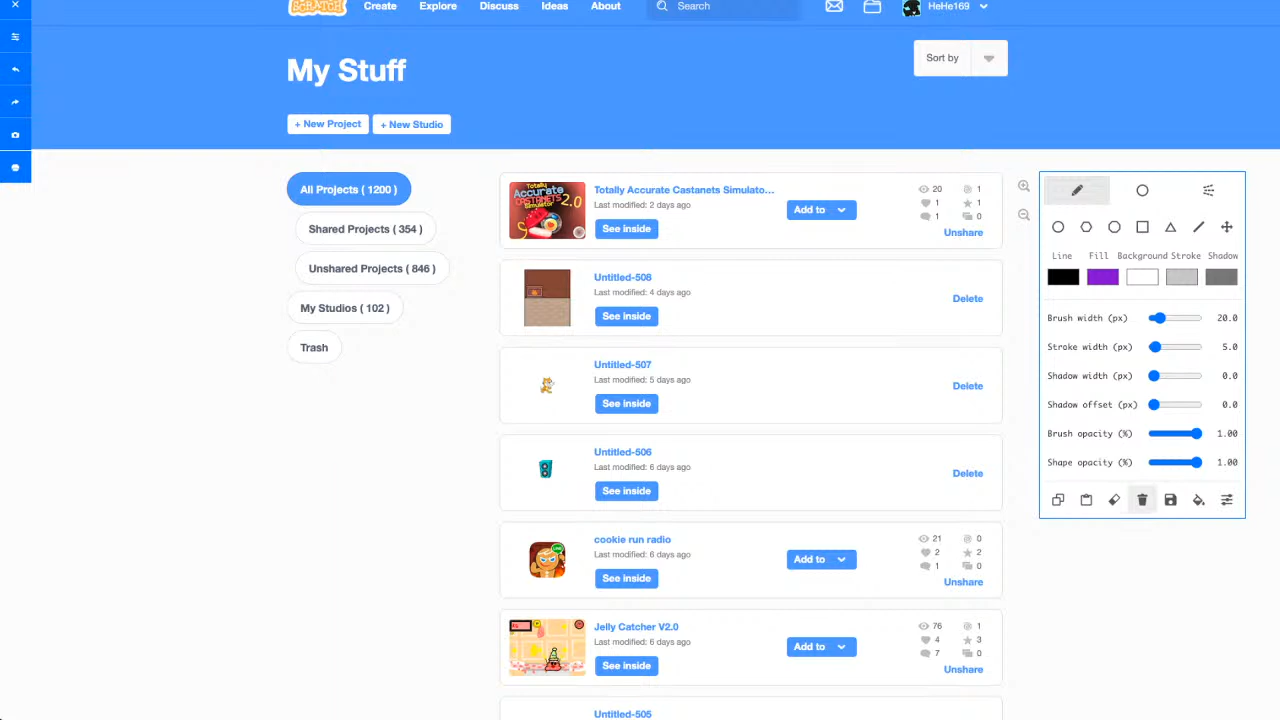 SCRATCH
Create
Explore
Discuss
Ideas
About
Search
HeHe169
My Stuff
Sort by
+ New Project
+ New Studio
All Projects ( 1200 )
Shared Projects ( 354 )
Unshared Projects ( 846 )
My Studios ( 102 )
Trash
Totally Accurate CASTANETS Simulator 2.0
Totally Accurate Castanets Simulato...
Last modified: 2 days ago
See inside
Add to
20 1
1 1
1 0
Unshare
Untitled-508
Last modified: 4 days ago
See inside
Delete
Untitled-507
Last modified: 5 days ago
See inside
Delete
Untitled-506
Last modified: 6 days ago
See inside
Delete
cookie run radio
Last modified: 6 days ago
See inside
Add to
21 0
2 2
1 0
Unshare
Jelly Catcher V2.0
Last modified: 6 days ago
See inside
Add to
76 1
4 3
7 0
Unshare
Untitled-505
Line Fill Background Stroke Shadow
Brush width (px) 20.0
Stroke width (px) 5.0
Shadow width (px) 0.0
Shadow offset (px) 0.0
Brush opacity (%) 1.00
Shape opacity (%) 1.00